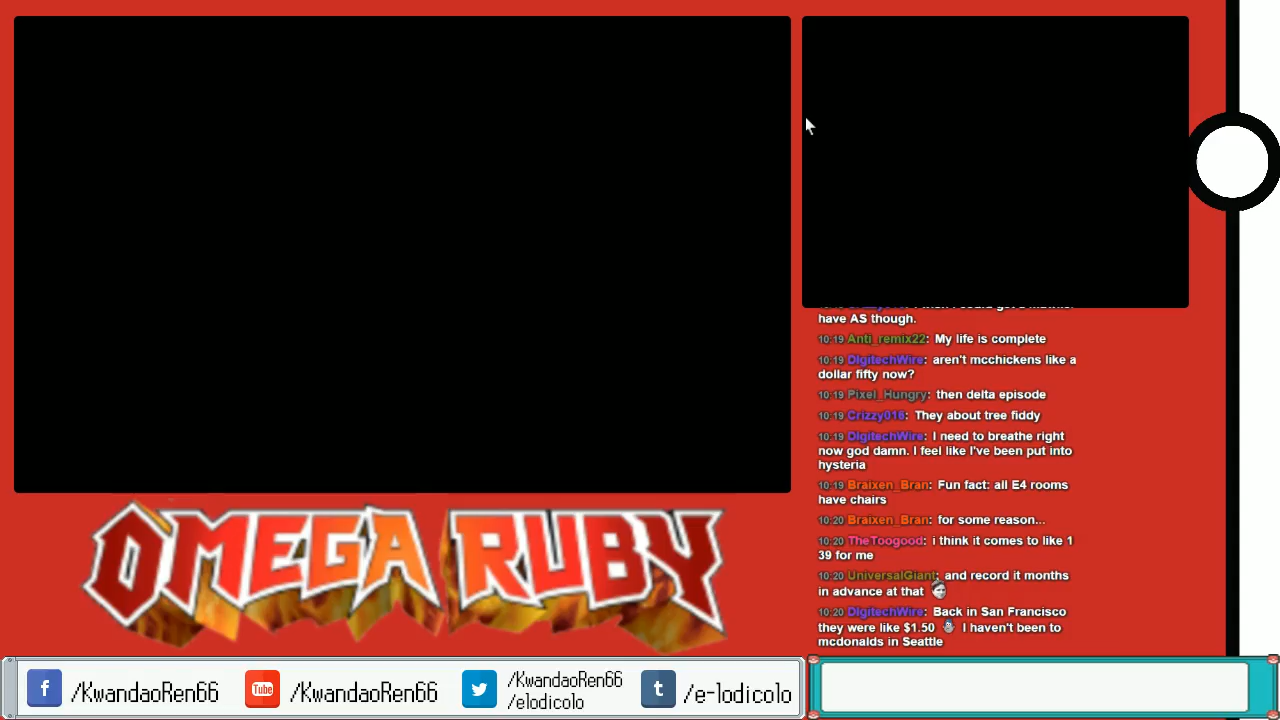 have AS though.
10:19 Anti_remix22: My life is complete
10:19 DigitechWire: aren't mcchickens like a
dollar fifty now?
10:19 Pixel_Hungry: then delta episode
10:19 Crizzy018: They about tree fiddy
10:19 DigitechWire: I need to breathe right
now god damn. I feel like I've been put into
hysteria
10:19 Braixen_Bran: Fun fact: all E4 rooms
have chairs
10:20 Braixen_Bran: for some reason...
10:20 TheToogood: i think it comes to like 1
39 for me
10:20 UniversalGiant: and record it months
in advance at that
10:20 DigitechWire: Back in San Francisco
they were like $1.50 I haven't been to
mcdonalds in Seattle
OMEGA RUBY
f /KwandaoRen66
Tube /KwandaoRen66
/KwandaoRen66
/elodicolo
t /e-lodicolo